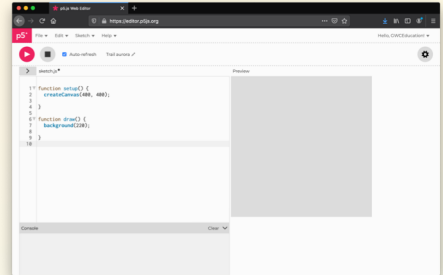 p5.js Web Editor
https://editor.p5js.org
p5*
File
Edit
Sketch
Help
Hello, GWCEducation!
Auto-refresh
Trail aurora
sketch.js
Preview
1 function setup() {
2 createCanvas(400, 400);
3
4 }
5
6 function draw() {
7 background(220);
8
9 }
10
Console
Clear